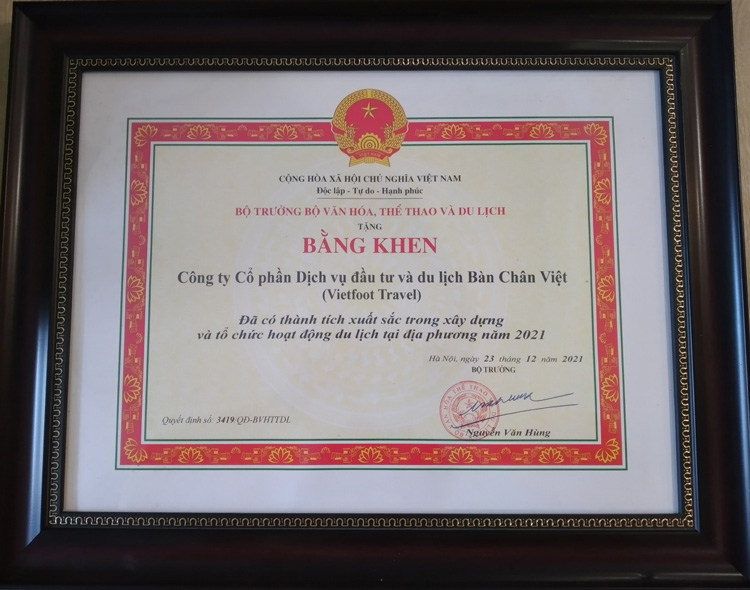 VIỆT NAM
CỘNG HÒA XÃ HỘI CHỦ NGHĨA VIỆT NAM
Độc lập - Tự do - Hạnh phúc
BỘ TRƯỞNG BỘ VĂN HÓA, THỂ THAO VÀ DU LỊCH
TẶNG
BẰNG KHEN
Công ty Cổ phần Dịch vụ đầu tư và du lịch Bàn Chân Việt
(Vietfoot Travel)
Đã có thành tích xuất sắc trong xây dựng
và tổ chức hoạt động du lịch tại địa phương năm 2021
Hà Nội, ngày 23 tháng 12 năm 2021
BỘ TRƯỞNG
Quyết định số: 3419/QĐ-BVHTTDL
Nguyễn Văn Hùng